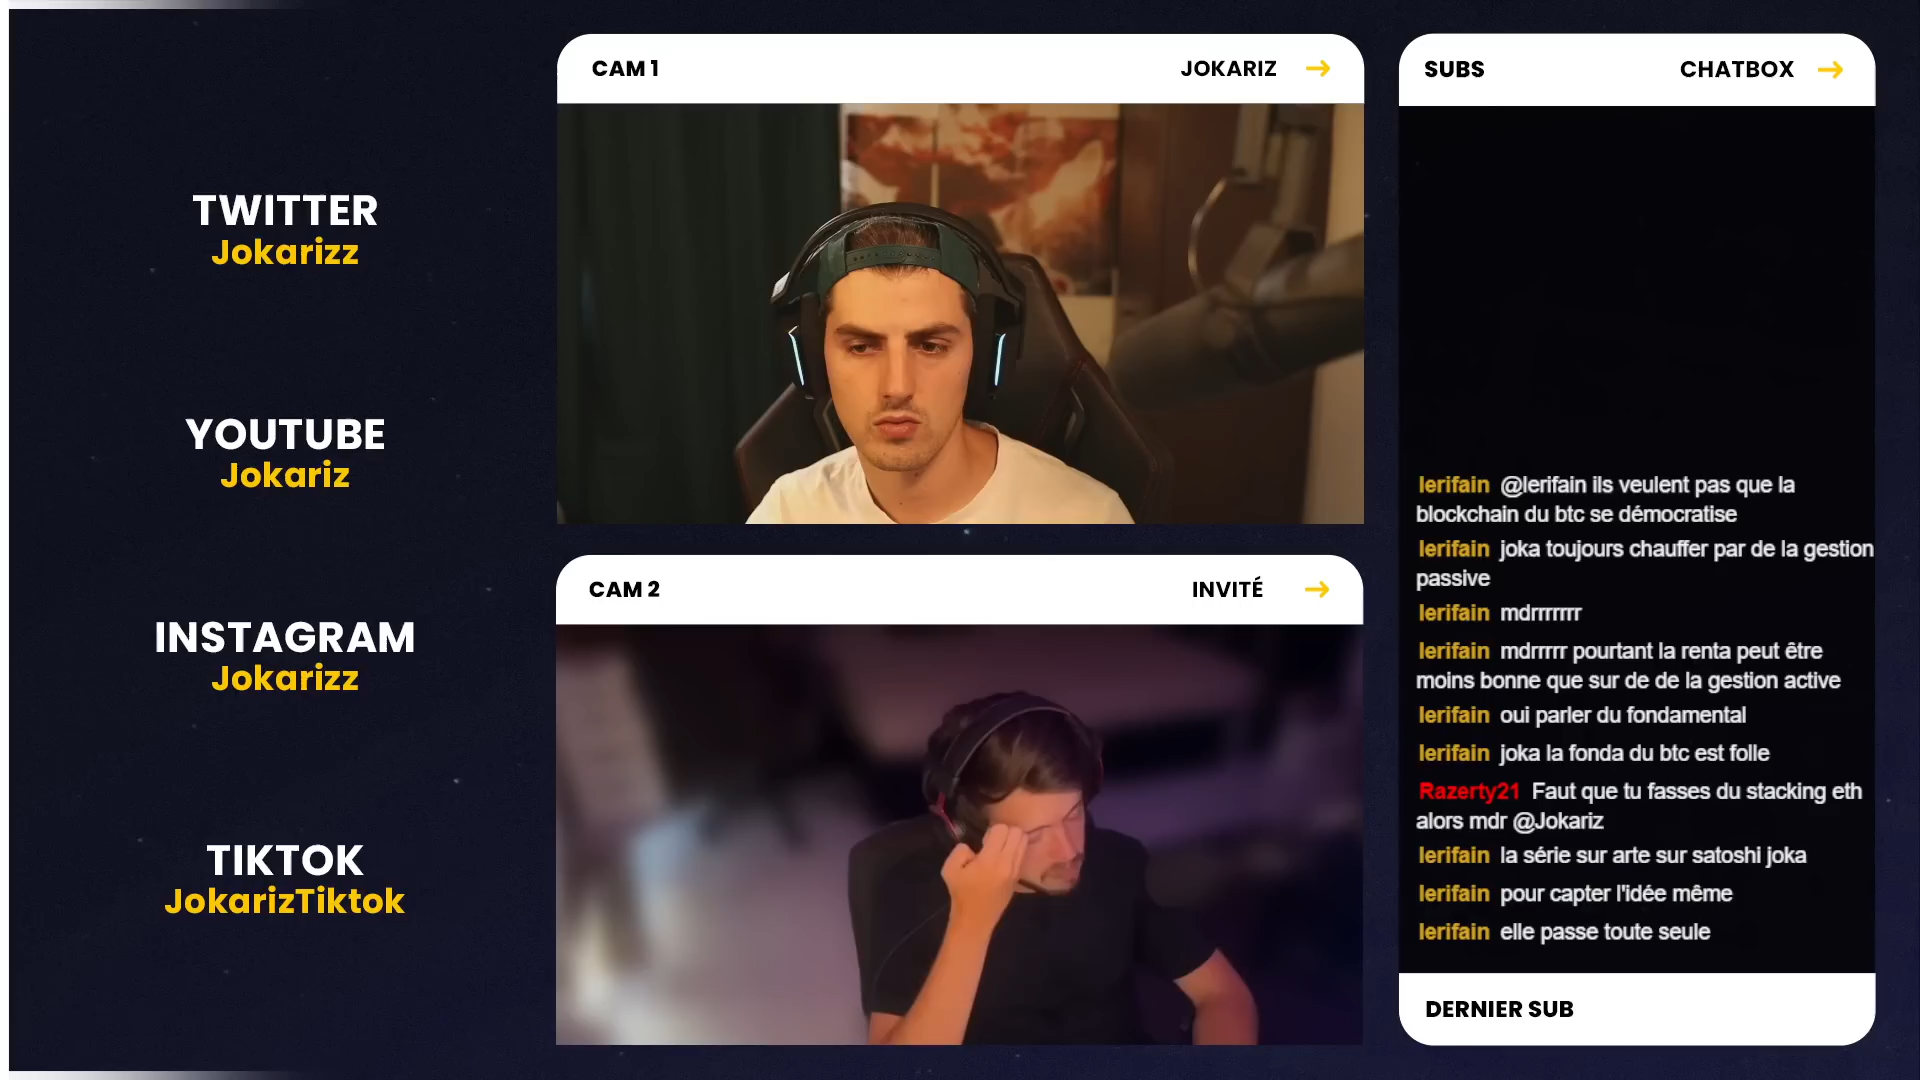 TWITTER
Jokarizz
YOUTUBE
Jokariz
INSTAGRAM
Jokarizz
TIKTOK
JokarizTiktok
CAM 1
JOKARIZ
CAM 2
INVITÉ
SUBS
CHATBOX
lerifain @lerifain ils veulent pas que la
blockchain du btc se démocratise
lerifain joka toujours chauffer par de la gestion
passive
lerifain mdrrrrrrr
lerifain mdrrrrr pourtant la renta peut être
moins bonne que sur de de la gestion active
lerifain oui parler du fondamental
lerifain joka la fonda du btc est folle
Razerty21 Faut que tu fasses du stacking eth
alors mdr @Jokariz
lerifain la série sur arte sur satoshi joka
lerifain pour capter l'idée même
lerifain elle passe toute seule
DERNIER SUB